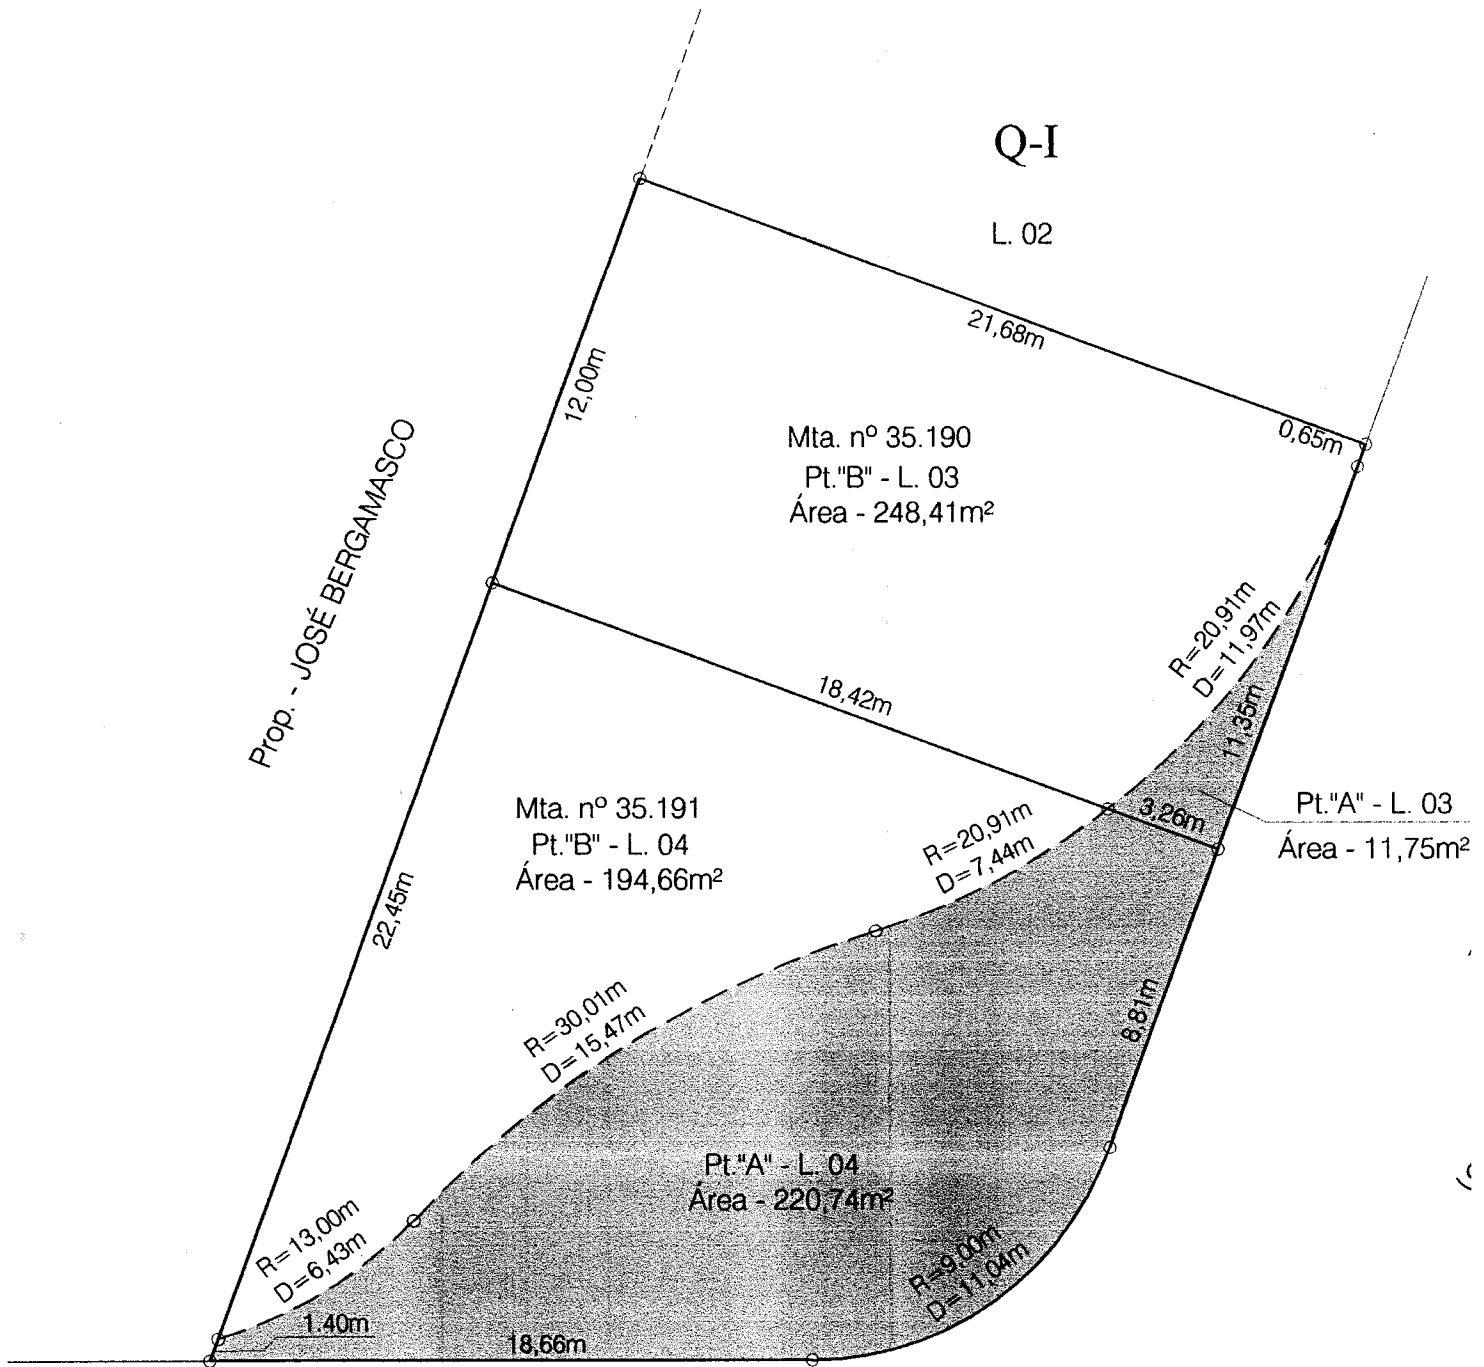 Q-I
L. 02
21,68m
12,00m
0,65m
Mta. nº 35.190
Pt."B" - L. 03
Área - 248,41m²
Prop. - JOSÉ BERGAMASCO
R=20,91m
D=11,97m
18,42m
11,35m
Mta. nº 35.191
Pt."B" - L. 04
Área - 194,66m²
3,26m
Pt."A" - L. 03
Área - 11,75m²
R=20,91m
D=7,44m
22,45m
R=30,01m
D=15,47m
8,81m
Pt."A" - L. 04
Área - 220,74m²
R=13,00m
D=6,43m
R=9,00m
D=11,04m
1.40m
18,66m